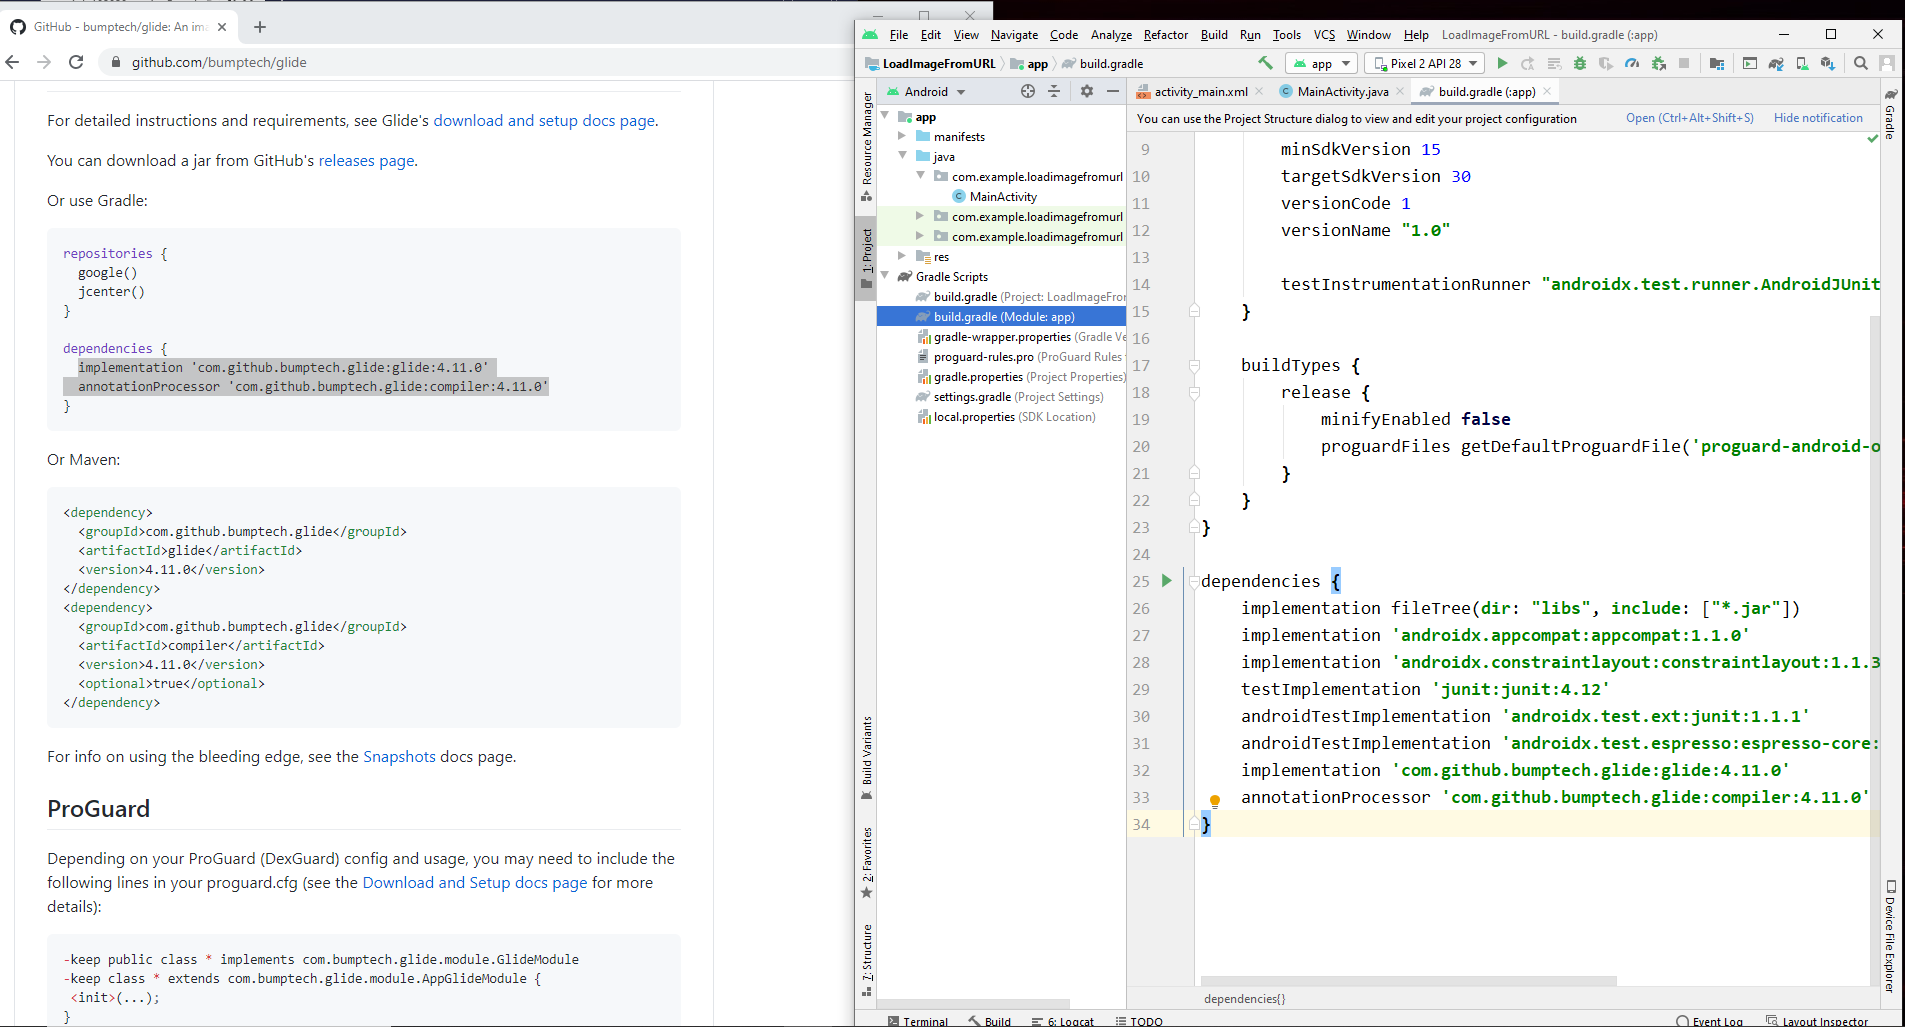 GitHub - bumptech/glide: An im
github.com/bumptech/glide
For detailed instructions and requirements, see Glide's download and setup docs page.
You can download a jar from GitHub's releases page.
Or use Gradle:
repositories {
google()
jcenter()
}
dependencies {
implementation 'com.github.bumptech.glide:glide:4.11.0'
annotationProcessor 'com.github.bumptech.glide:compiler:4.11.0'
}
Or Maven:
<dependency>
<groupId>com.github.bumptech.glide</groupId>
<artifactId>glide</artifactId>
<version>4.11.0</version>
</dependency>
<dependency>
<groupId>com.github.bumptech.glide</groupId>
<artifactId>compiler</artifactId>
<version>4.11.0</version>
<optional>true</optional>
</dependency>
For info on using the bleeding edge, see the Snapshots docs page.
ProGuard
Depending on your ProGuard (DexGuard) config and usage, you may need to include the
following lines in your proguard.cfg (see the Download and Setup docs page for more
details):
-keep public class * implements com.bumptech.glide.module.GlideModule
-keep class * extends com.bumptech.glide.module.AppGlideModule {
<init>(...);
}
File Edit View Navigate Code Analyze Refactor Build Run Tools VCS Window Help LoadImageFromURL - build.gradle (:app)
LoadImageFromURL app build.gradle app Pixel 2 API 28
Resource Manager
1: Project
Build Variants
2: Favorites
7: Structure
Android
app
manifests
java
com.example.loadimagefromurl
MainActivity
com.example.loadimagefromurl
com.example.loadimagefromurl
res
Gradle Scripts
build.gradle (Project: LoadImageFror
build.gradle (Module: app)
gradle-wrapper.properties (Gradle Ve
proguard-rules.pro (ProGuard Rules
gradle.properties (Project Properties)
settings.gradle (Project Settings)
local.properties (SDK Location)
activity_main.xml MainActivity.java build.gradle (:app)
You can use the Project Structure dialog to view and edit your project configuration Open (Ctrl+Alt+Shift+S) Hide notification
9 minSdkVersion 15
10 targetSdkVersion 30
11 versionCode 1
12 versionName "1.0"
13
14 testInstrumentationRunner "androidx.test.runner.AndroidJUnit
15 }
16
17 buildTypes {
18 release {
19 minifyEnabled false
20 proguardFiles getDefaultProguardFile('proguard-android-o
21 }
22 }
23 }
24
25 dependencies {
26 implementation fileTree(dir: "libs", include: ["*.jar"])
27 implementation 'androidx.appcompat:appcompat:1.1.0'
28 implementation 'androidx.constraintlayout:constraintlayout:1.1.3
29 testImplementation 'junit:junit:4.12'
30 androidTestImplementation 'androidx.test.ext:junit:1.1.1'
31 androidTestImplementation 'androidx.test.espresso:espresso-core:
32 implementation 'com.github.bumptech.glide:glide:4.11.0'
33 annotationProcessor 'com.github.bumptech.glide:compiler:4.11.0'
34 }
dependencies{}
Gradle
Device File Explorer
Terminal Build 6: Logcat TODO Event Log Layout Inspector